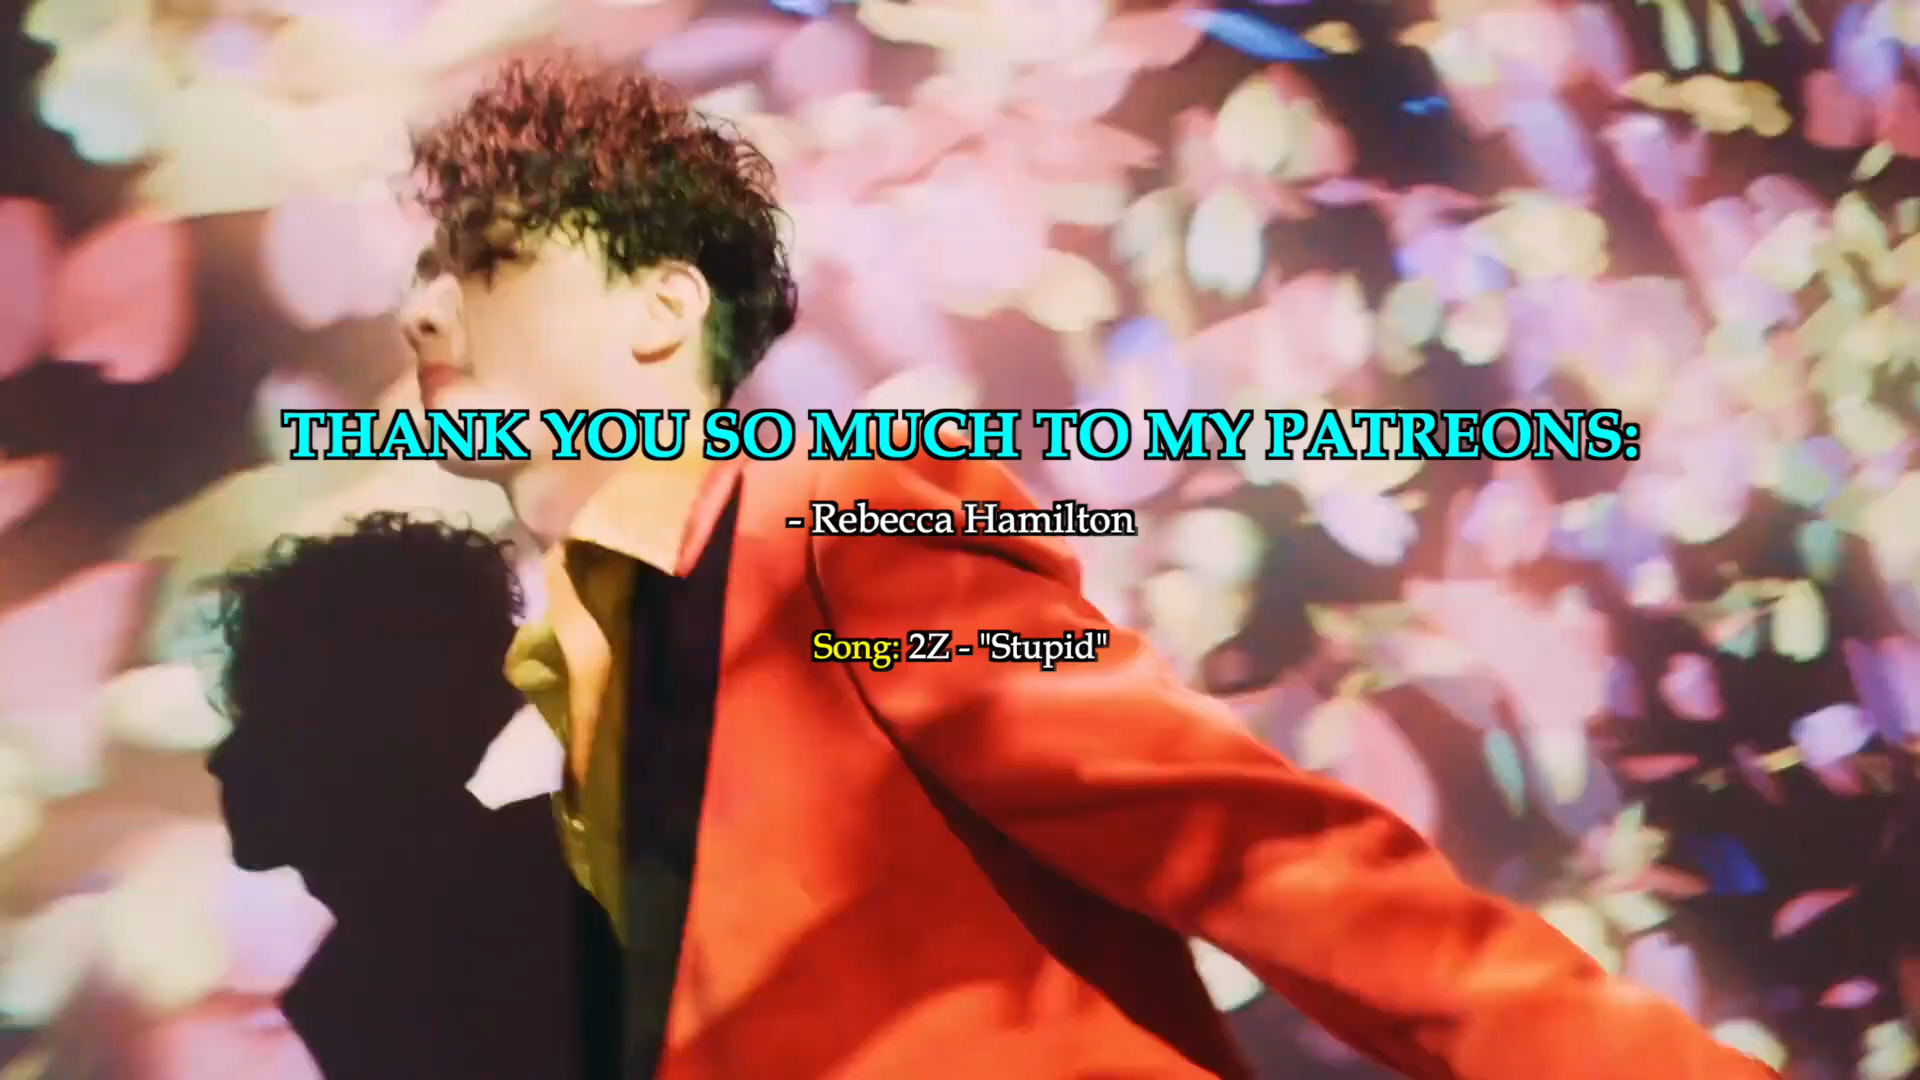 THANK YOU SO MUCH TO MY PATREONS:
- Rebecca Hamilton
Song: 2Z - "Stupid"